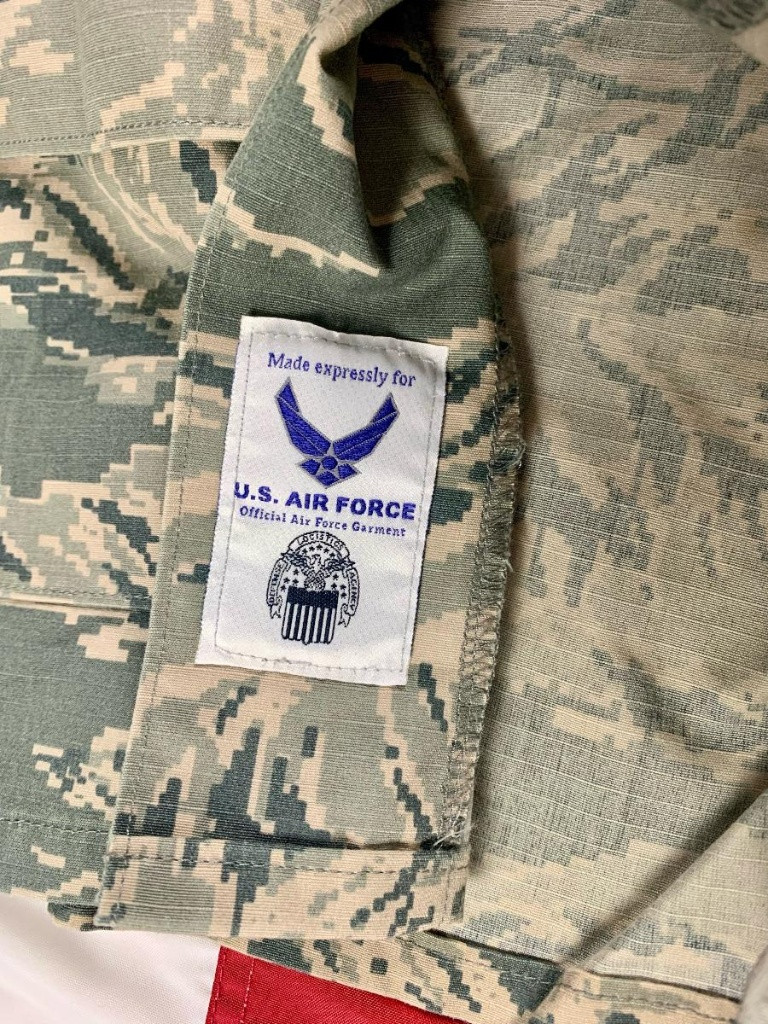 Made expressly for
U.S. AIR FORCE
Official Air Force Garment
DEFENSE LOGISTICS AGENCY